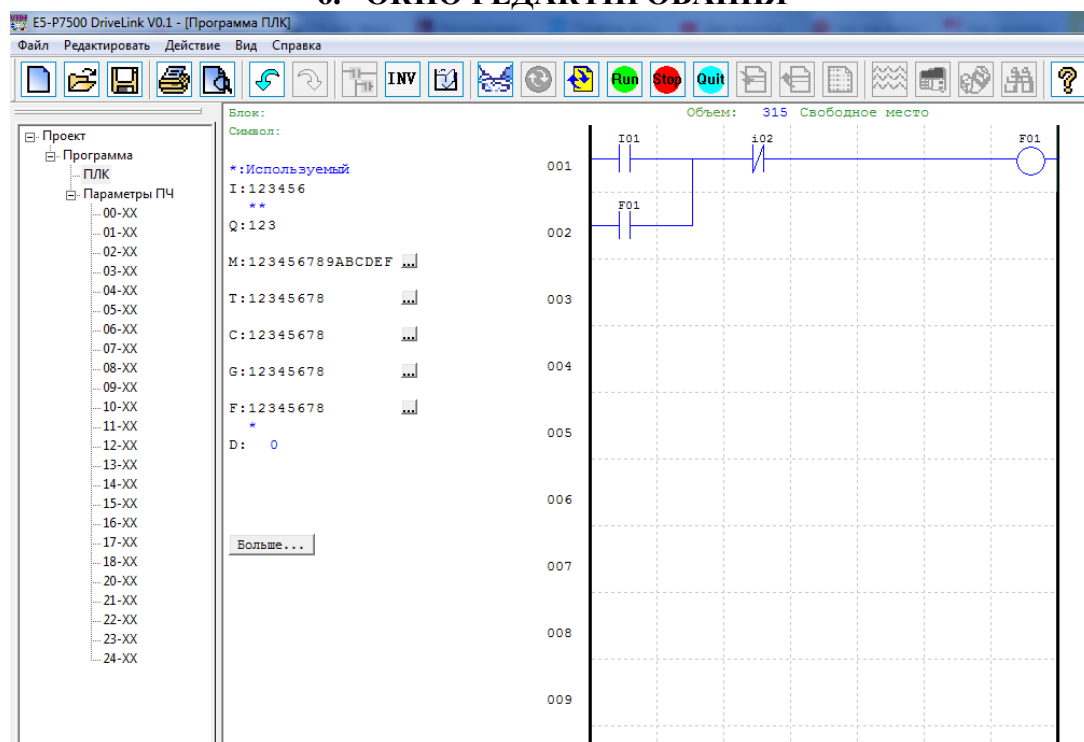 6. ОКНО РЕДАКТИРОВАНИЯ
E5-P7500 DriveLink V0.1 - [Программа ПЛК]
Файл Редактировать Действие Вид Справка
INV Run Stop Quit ?
Проект
Программа
ПЛК
Параметры ПЧ
00-XX
01-XX
02-XX
03-XX
04-XX
05-XX
06-XX
07-XX
08-XX
09-XX
10-XX
11-XX
12-XX
13-XX
14-XX
15-XX
16-XX
17-XX
18-XX
20-XX
21-XX
22-XX
23-XX
24-XX
Блок:
Символ:
*:Используемый
I:123456
**
Q:123
M:123456789ABCDEF ...
T:12345678 ...
C:12345678 ...
G:12345678 ...
F:12345678 ...
*
D: 0
Больше...
Объем: 315 Свободное место
I01 i02 F01
001
F01
002
003
004
005
006
007
008
009